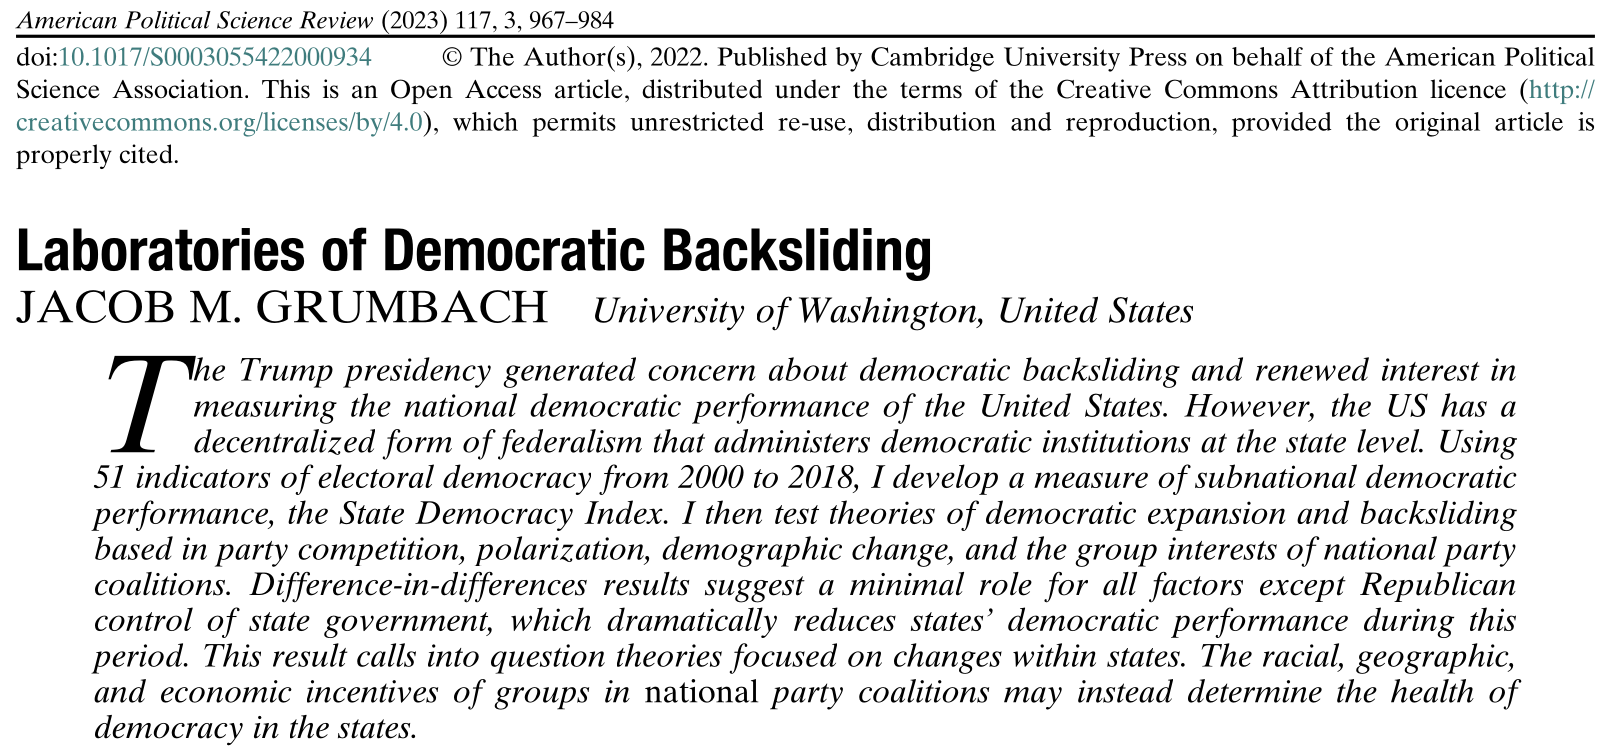 American Political Science Review (2023) 117, 3, 967–984
doi:10.1017/S0003055422000934 © The Author(s), 2022. Published by Cambridge University Press on behalf of the American Political
Science Association. This is an Open Access article, distributed under the terms of the Creative Commons Attribution licence (http://
creativecommons.org/licenses/by/4.0), which permits unrestricted re-use, distribution and reproduction, provided the original article is
properly cited.
Laboratories of Democratic Backsliding
JACOB M. GRUMBACH University of Washington, United States
The Trump presidency generated concern about democratic backsliding and renewed interest in
measuring the national democratic performance of the United States. However, the US has a
decentralized form of federalism that administers democratic institutions at the state level. Using
51 indicators of electoral democracy from 2000 to 2018, I develop a measure of subnational democratic
performance, the State Democracy Index. I then test theories of democratic expansion and backsliding
based in party competition, polarization, demographic change, and the group interests of national party
coalitions. Difference-in-differences results suggest a minimal role for all factors except Republican
control of state government, which dramatically reduces states’ democratic performance during this
period. This result calls into question theories focused on changes within states. The racial, geographic,
and economic incentives of groups in national party coalitions may instead determine the health of
democracy in the states.